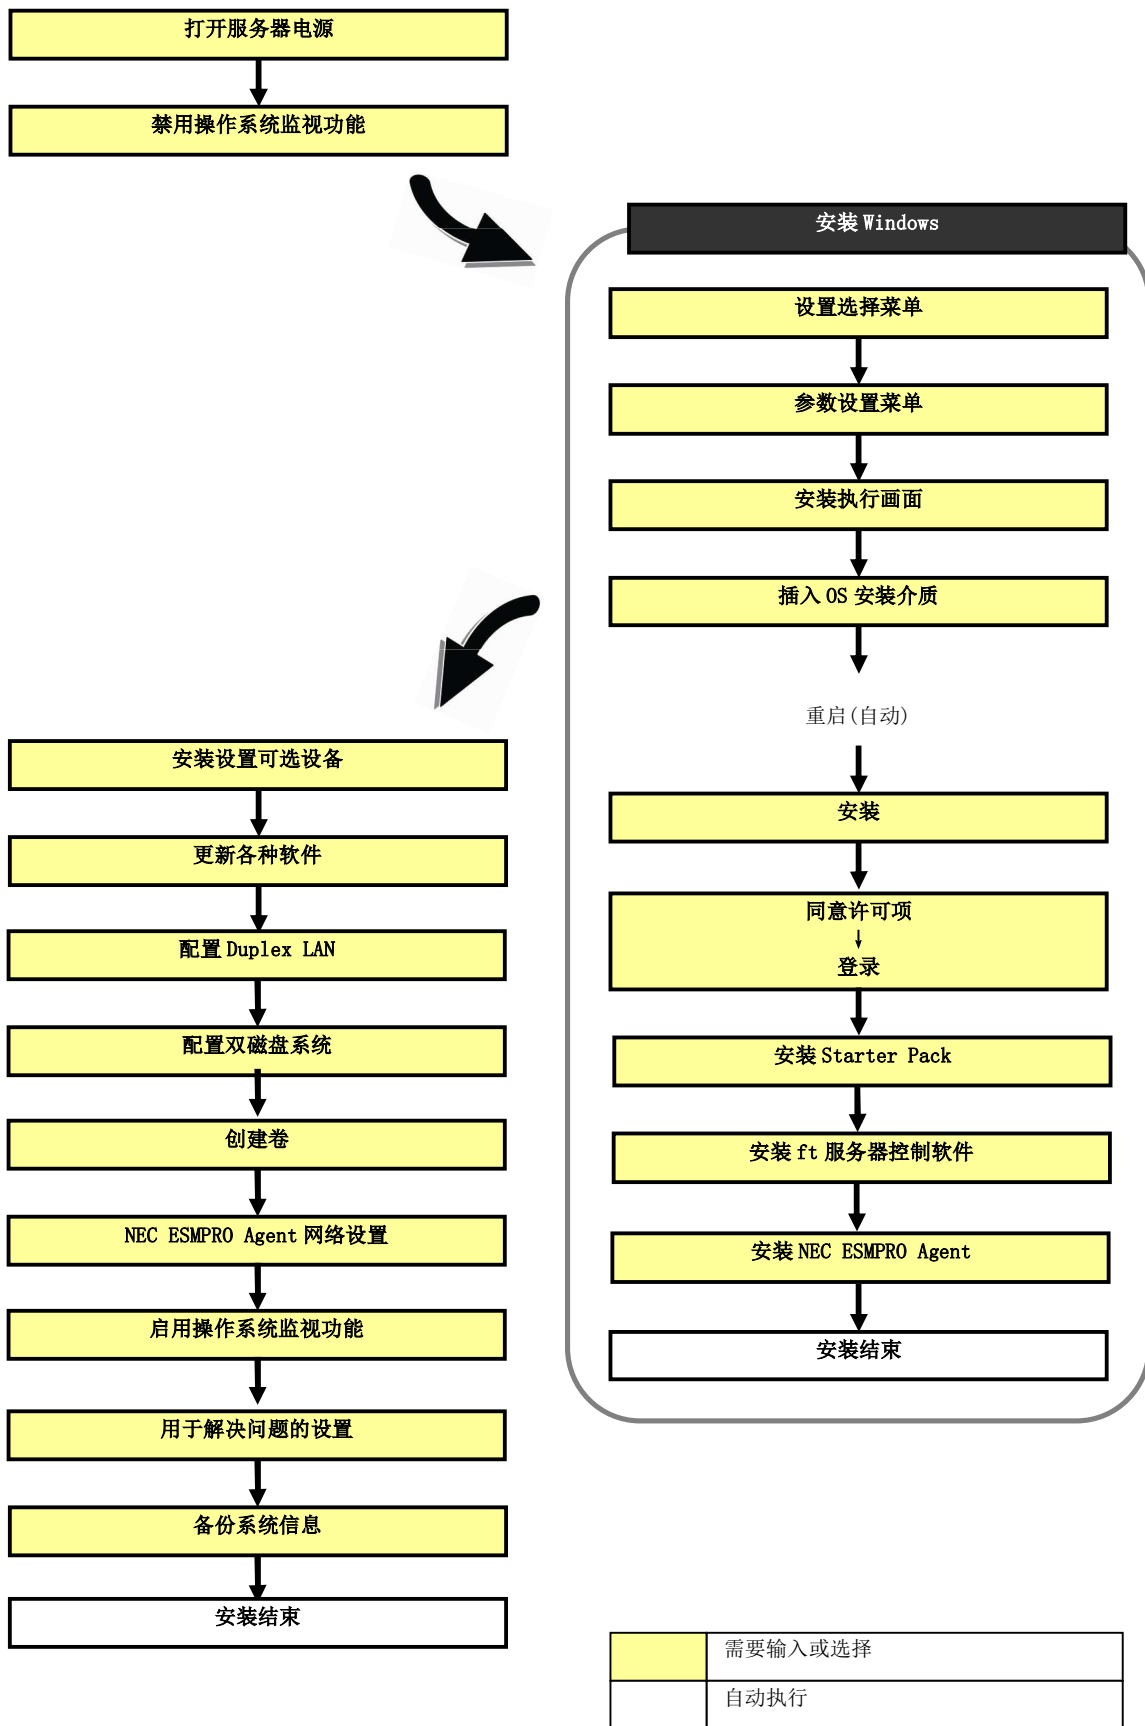 打开服务器电源
禁用操作系统监视功能
安装 Windows
设置选择菜单
参数设置菜单
安装执行画面
插入 OS 安装介质
重启(自动)
安装
同意许可项
登录
安装 Starter Pack
安装 ft 服务器控制软件
安装 NEC ESMPRO Agent
安装结束
安装设置可选设备
更新各种软件
配置 Duplex LAN
配置双磁盘系统
创建卷
NEC ESMPRO Agent 网络设置
启用操作系统监视功能
用于解决问题的设置
备份系统信息
安装结束
需要输入或选择
自动执行